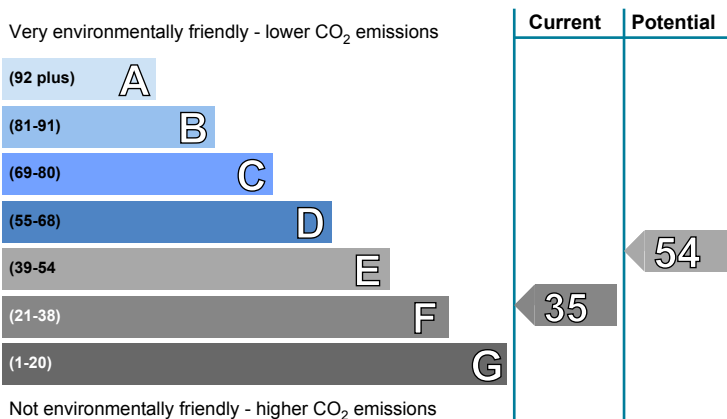 Current Potential
Very environmentally friendly - lower CO₂ emissions
(92 plus) A
(81-91) B
(69-80) C
(55-68) D
54
(39-54 E
35
(21-38) F
(1-20) G
Not environmentally friendly - higher CO₂ emissions